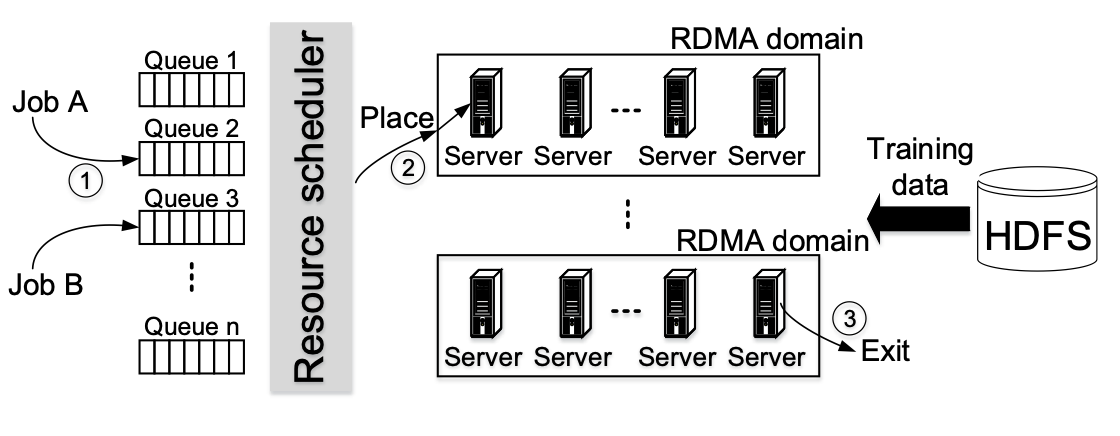 Queue 1
Job A
Queue 2
1
Queue 3
Job B
Queue n
Resource scheduler
Place
2
RDMA domain
Server Server Server Server
RDMA domain
Server Server Server Server
3
Exit
Training
data
HDFS